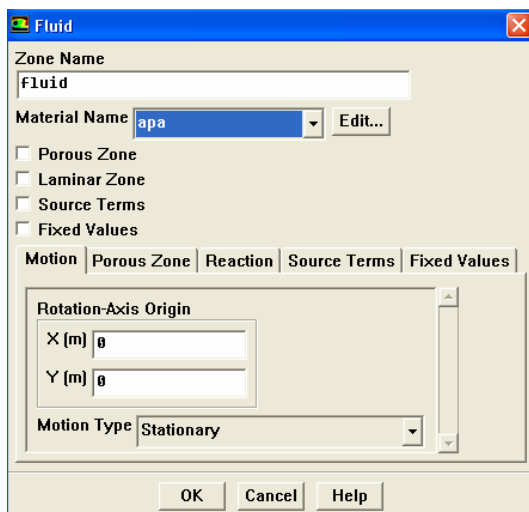 Fluid
Zone Name
fluid
Material Name apa Edit...
Porous Zone
Laminar Zone
Source Terms
Fixed Values
Motion Porous Zone Reaction Source Terms Fixed Values
Rotation-Axis Origin
X (m) 0
Y (m) 0
Motion Type Stationary
OK Cancel Help